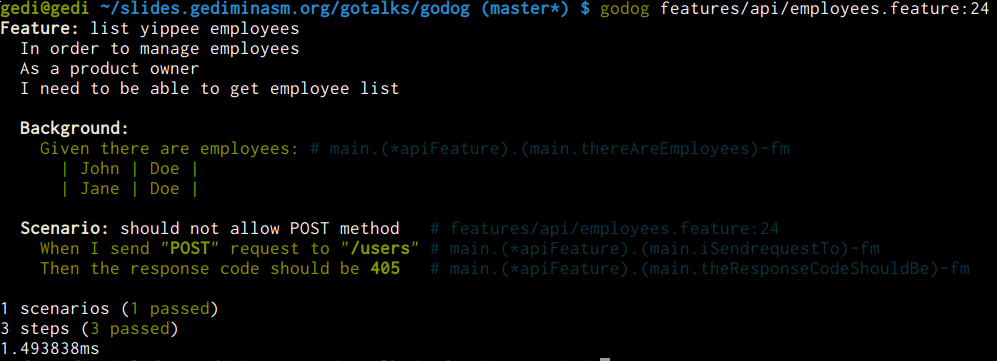 gedi@gedi ~/slides.gediminasm.org/gotalks/godog (master*) $ godog features/api/employees.feature:24
Feature: list yippee employees
  In order to manage employees
  As a product owner
  I need to be able to get employee list

  Background:
    Given there are employees: # main.(*apiFeature).(main.thereAreEmployees)-fm
      | John | Doe |
      | Jane | Doe |

  Scenario: should not allow POST method   # features/api/employees.feature:24
    When I send "POST" request to "/users" # main.(*apiFeature).(main.iSendrequestTo)-fm
    Then the response code should be 405   # main.(*apiFeature).(main.theResponseCodeShouldBe)-fm

1 scenarios (1 passed)
3 steps (3 passed)
1.493838ms